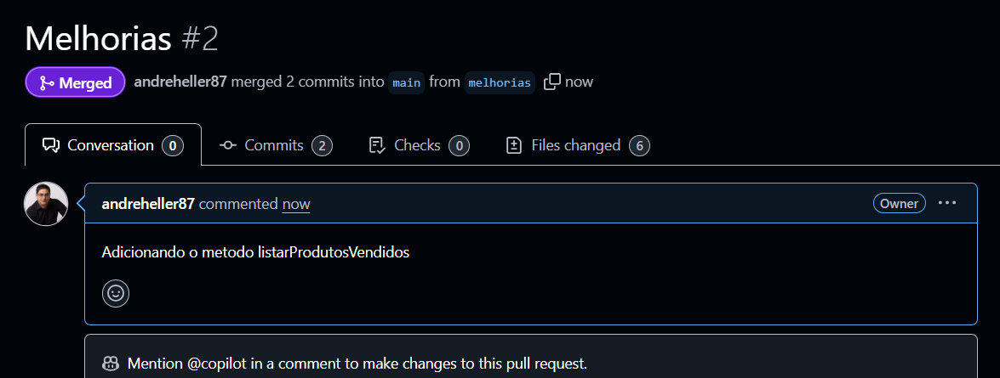 Melhorias #2
Merged andreheller87 merged 2 commits into main from melhorias now
Conversation 0 Commits 2 Checks 0 Files changed 6
andreheller87 commented now Owner
Adicionando o metodo listarProdutosVendidos
Mention @copilot in a comment to make changes to this pull request.